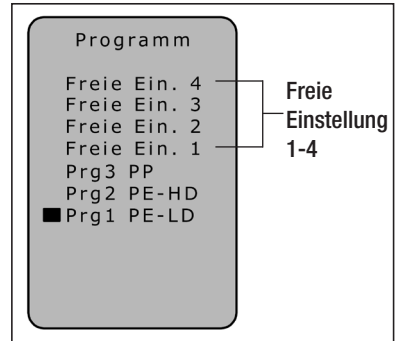 Programm
Freie Ein. 4
Freie Ein. 3
Freie Ein. 2
Freie Ein. 1
Prg3 PP
Prg2 PE-HD
Prg1 PE-LD
Freie
Einstellung
1-4